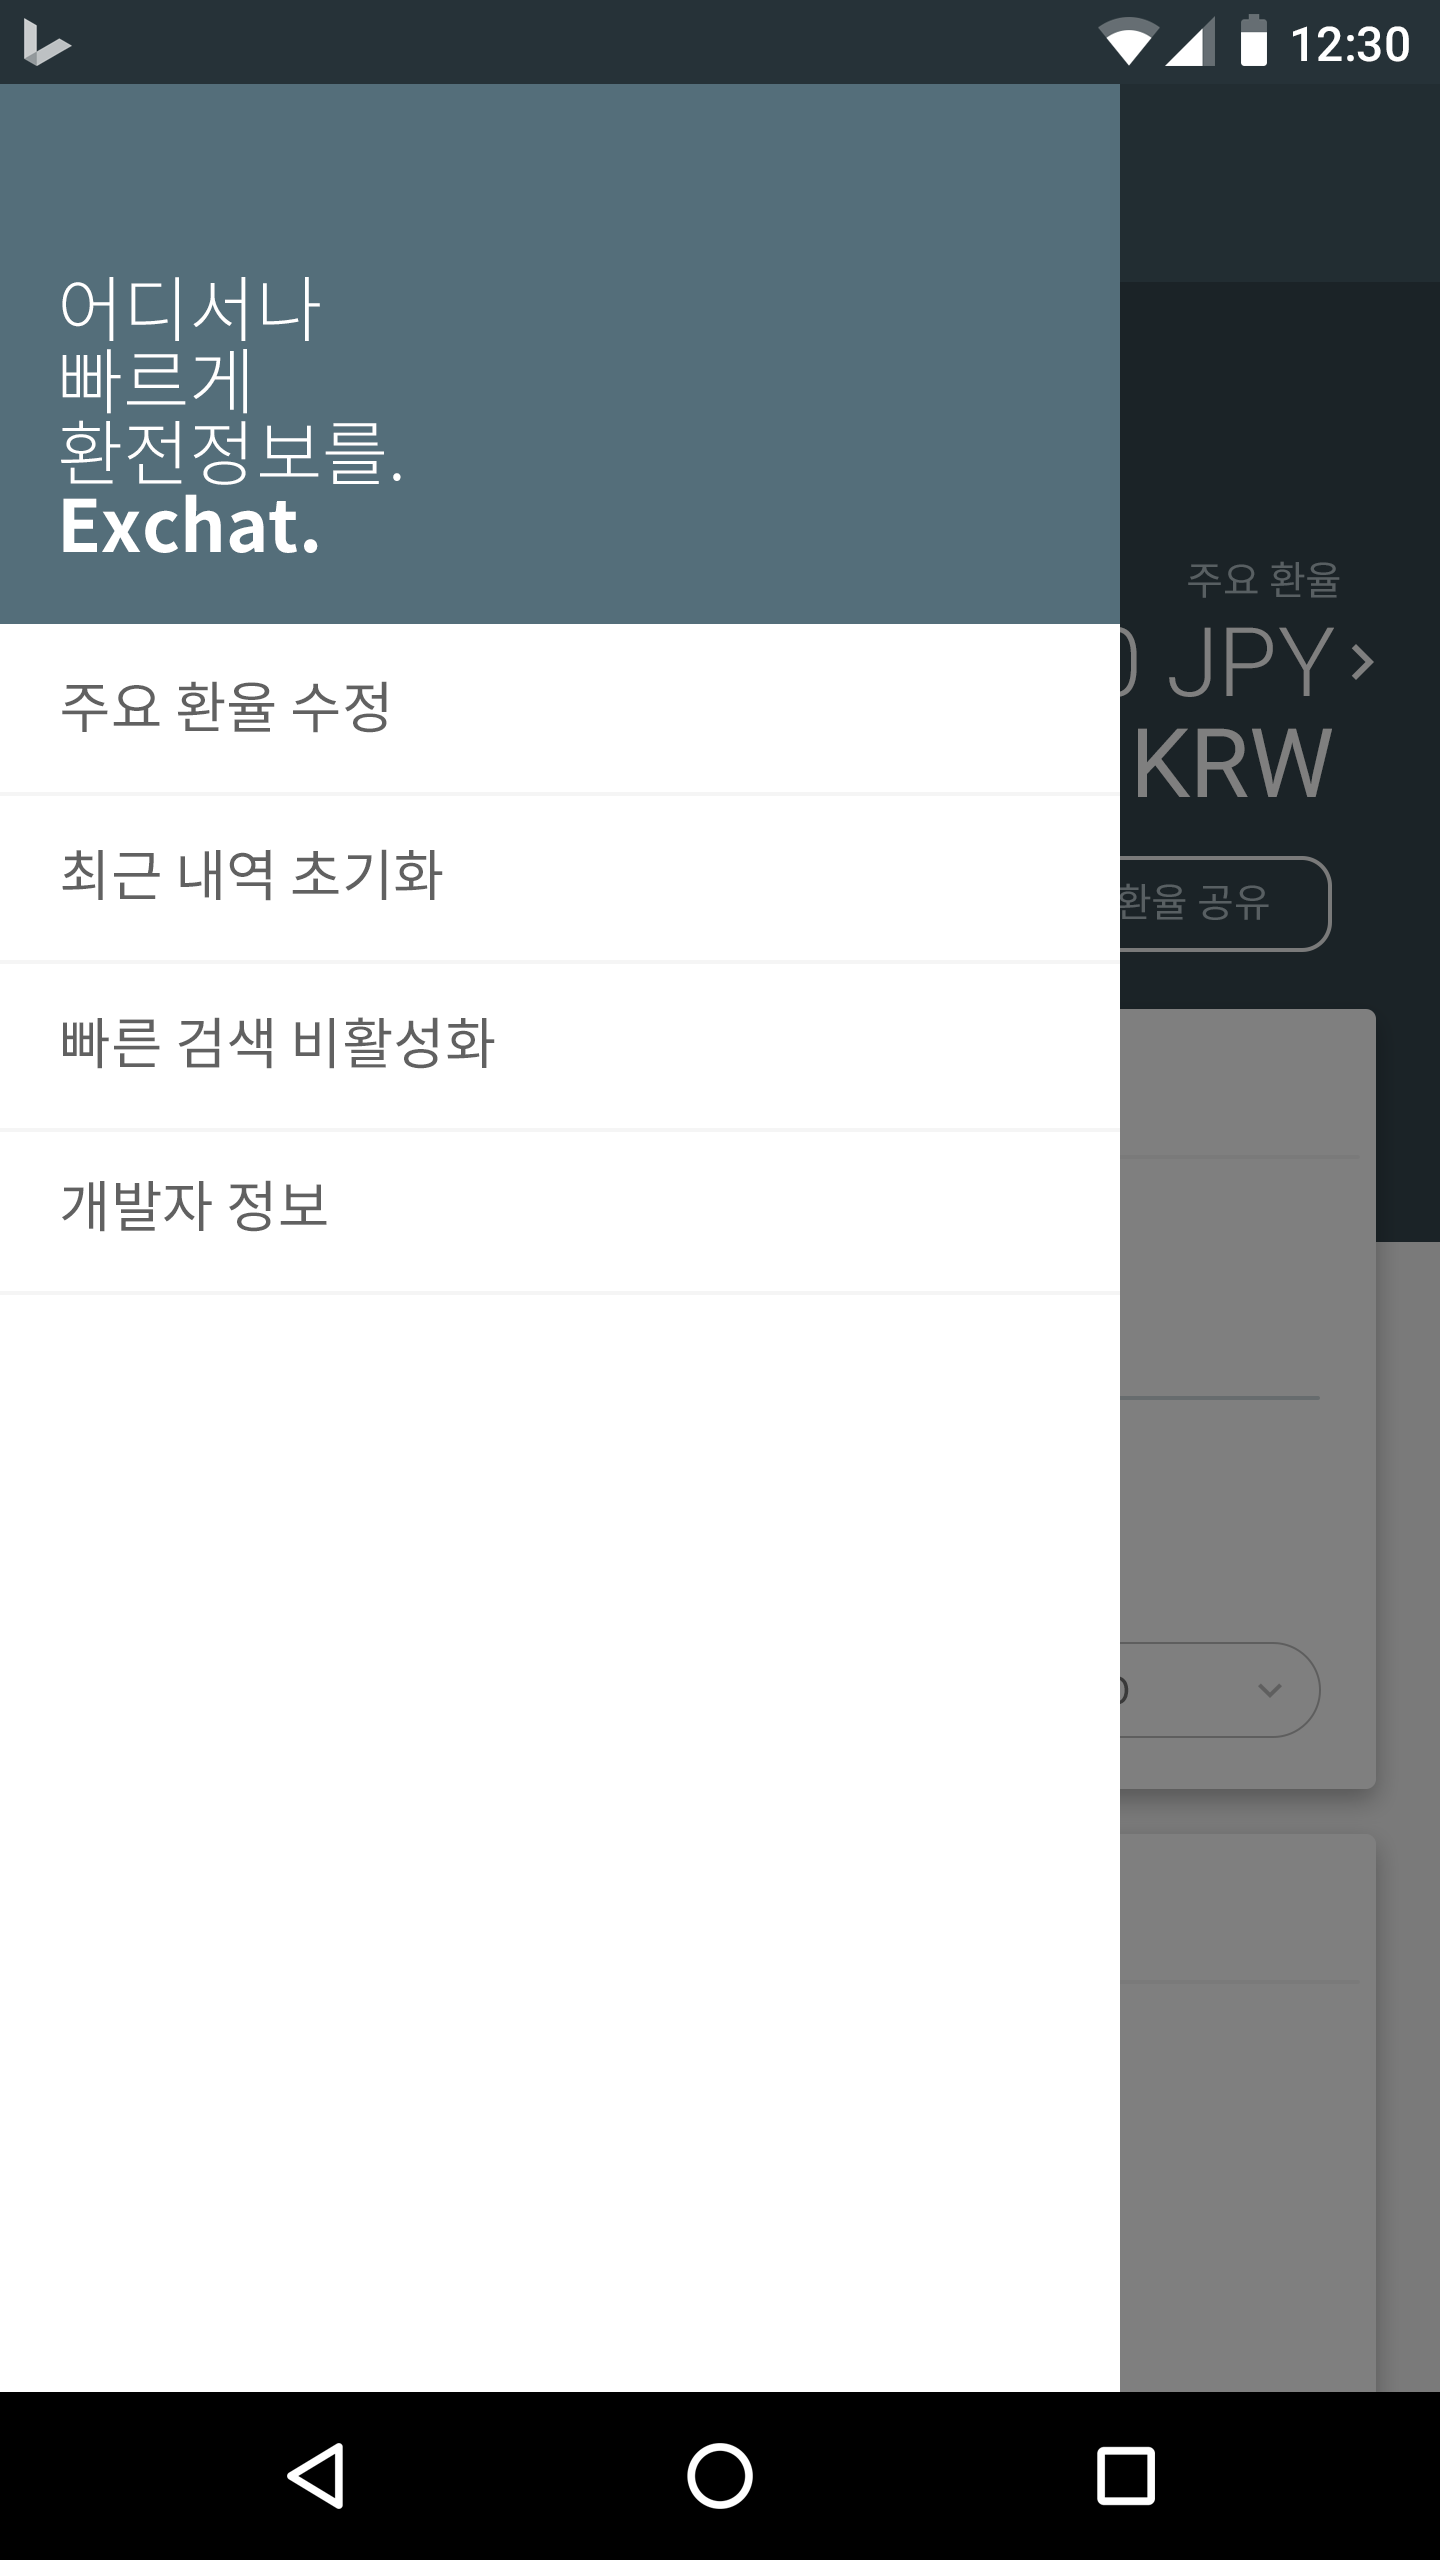 12:30
어디서나
빠르게
환전정보를.
Exchat.
주요 환율
JPY
KRW
환율 공유
주요 환율 수정
최근 내역 초기화
빠른 검색 비활성화
개발자 정보